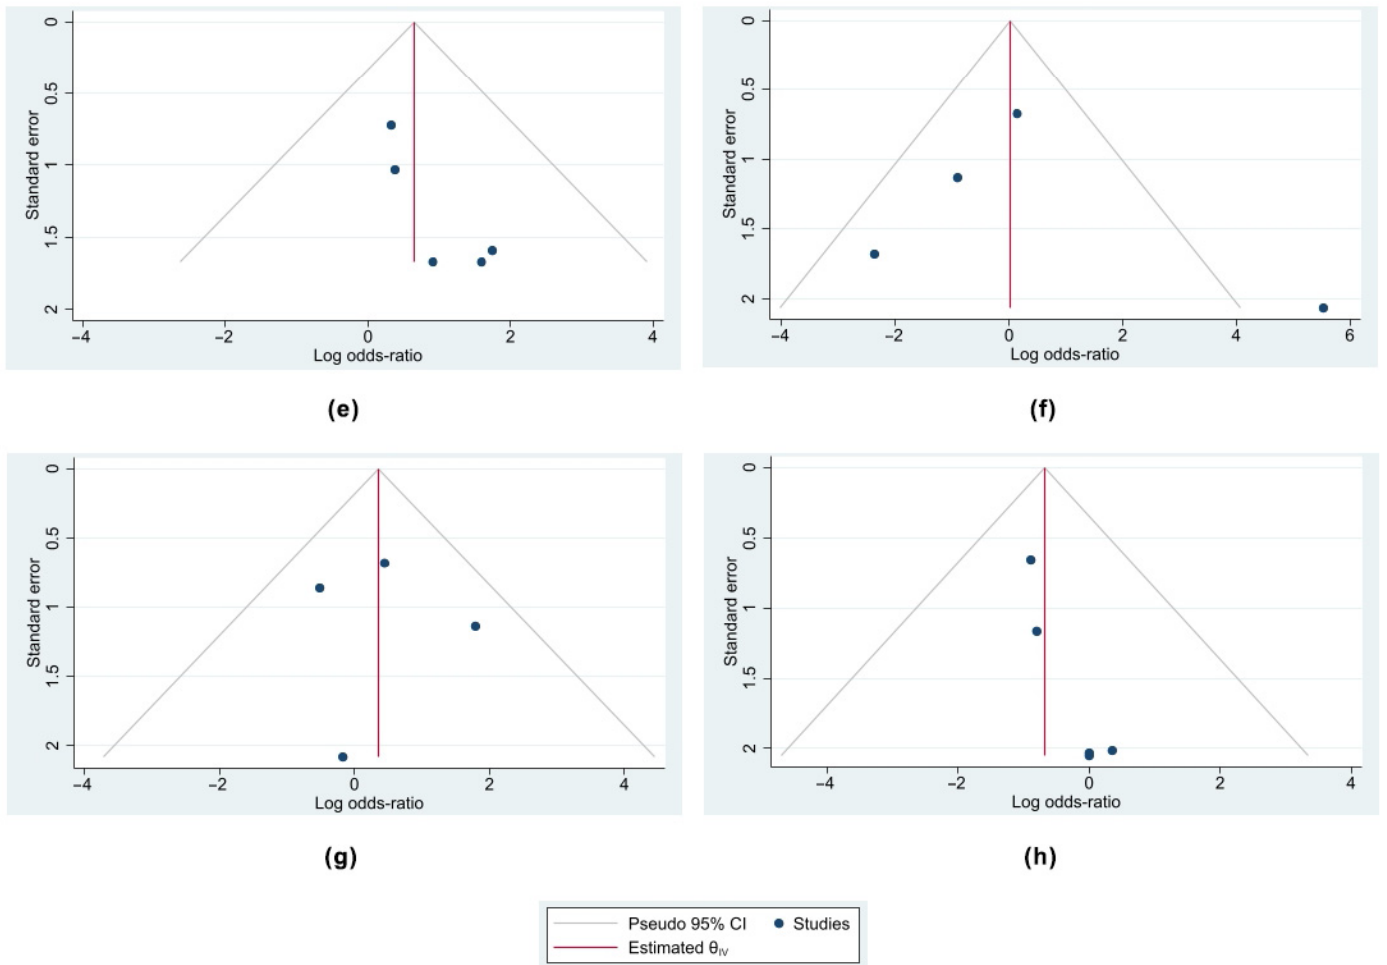 0
0.5
1
1.5
2
Standard error
−4
−2
0
2
4
Log odds-ratio
(e)
0
0.5
1
1.5
2
Standard error
−4
−2
0
2
4
6
Log odds-ratio
(f)
0
0.5
1
1.5
2
Standard error
−4
−2
0
2
4
Log odds-ratio
(g)
0
0.5
1
1.5
2
Standard error
−4
−2
0
2
4
Log odds-ratio
(h)
Pseudo 95% CI
Studies
Estimated θIV